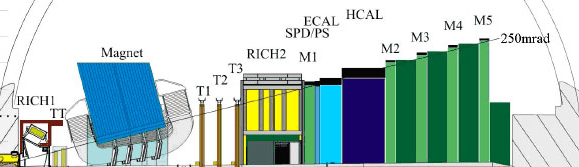 ECAL HCAL
SPD/PS
M5
M4
250mrad
M3
Magnet
RICH2 M1
M2
T3
T2
T1
RICH1
TT